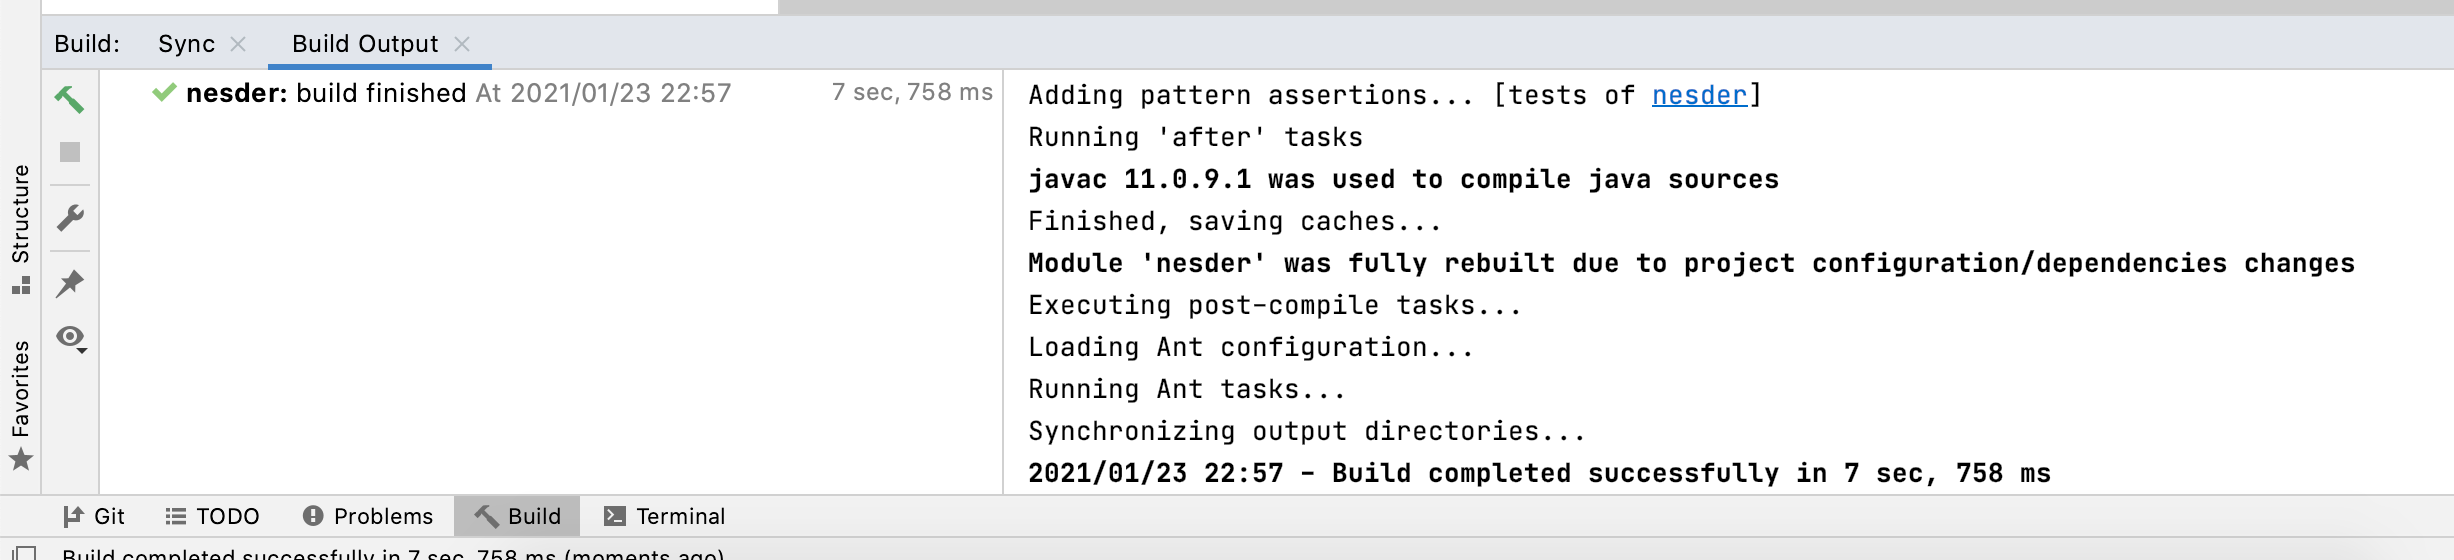 Build: Sync Build Output
nesder: build finished At 2021/01/23 22:57 7 sec, 758 ms
Adding pattern assertions... [tests of nesder]
Running 'after' tasks
javac 11.0.9.1 was used to compile java sources
Finished, saving caches...
Module 'nesder' was fully rebuilt due to project configuration/dependencies changes
Executing post-compile tasks...
Loading Ant configuration...
Running Ant tasks...
Synchronizing output directories...
2021/01/23 22:57 - Build completed successfully in 7 sec, 758 ms
Structure
Favorites
Git TODO Problems Build Terminal
Build completed successfully in 7 sec, 758 ms (moments ago)